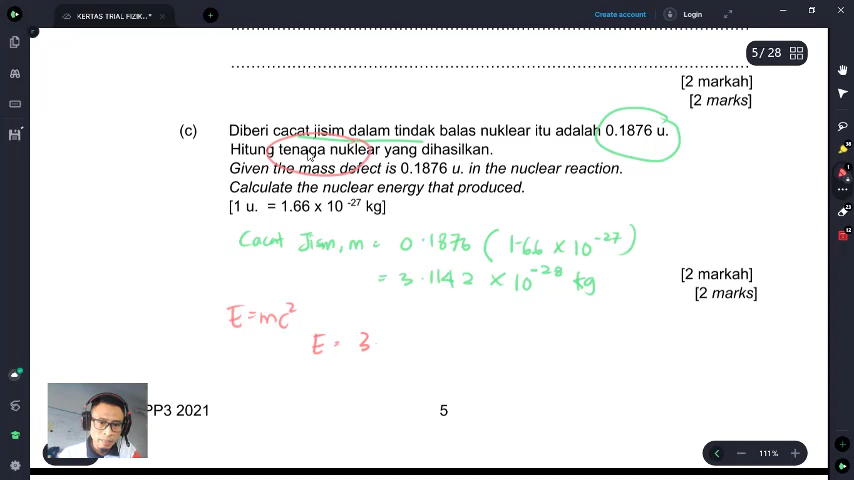 KERTAS TRIAL FIZIK...*
Create account
Login
5 / 28
[2 markah]
[2 marks]
(c) Diberi cacat jisim dalam tindak balas nuklear itu adalah 0.1876 u.
Hitung tenaga nuklear yang dihasilkan.
Given the mass defect is 0.1876 u. in the nuclear reaction.
Calculate the nuclear energy that produced.
[1 u. = 1.66 x 10 -27 kg]
Cacat Jism, m = 0.1876 (1.66 × 10⁻²⁷)
= 3.1142 × 10⁻²⁸ kg
[2 markah]
[2 marks]
E = mc²
E = 3.
PP3 2021
5
111%